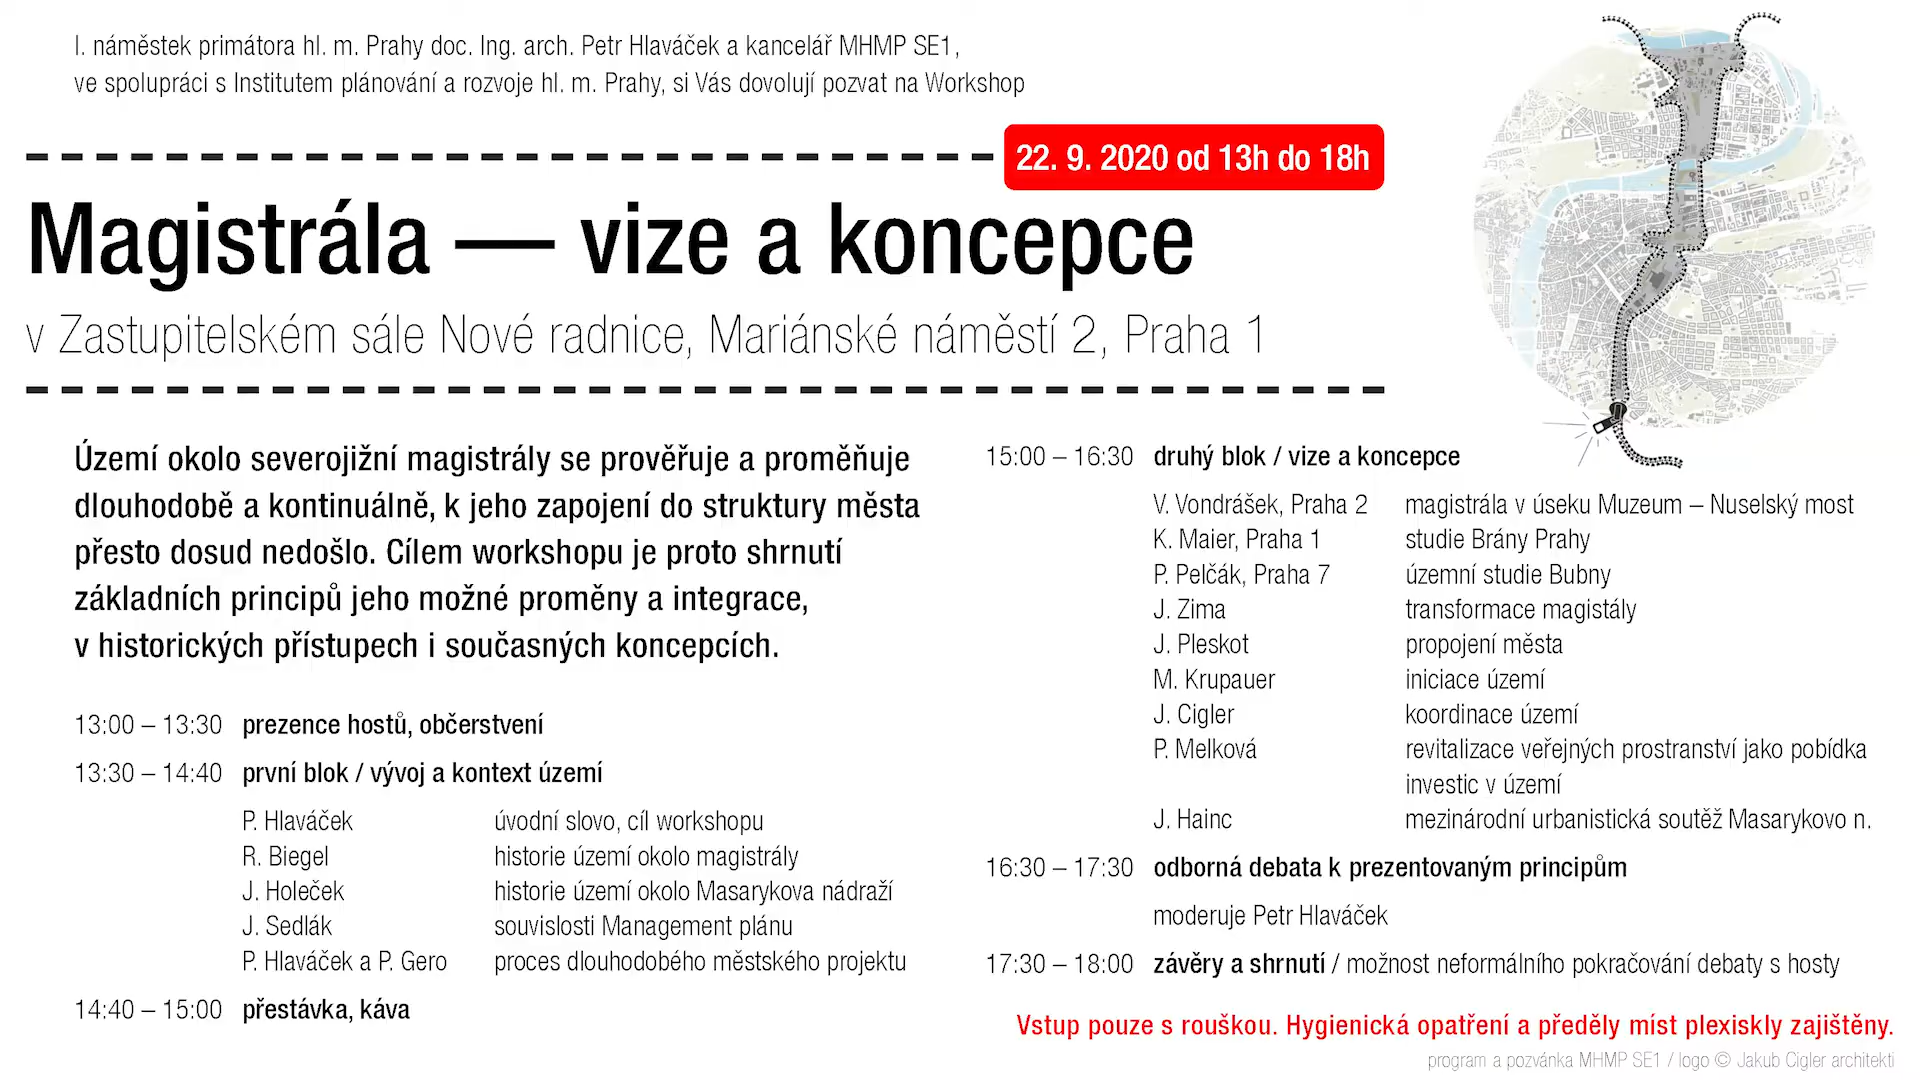 I. náměstek primátora hl. m. Prahy doc. Ing. arch. Petr Hlaváček a kancelář MHMP SE1,
ve spolupráci s Institutem plánování a rozvoje hl. m. Prahy, si Vás dovolují pozvat na Workshop
22. 9. 2020 od 13h do 18h
Magistrála — vize a koncepce
v Zastupitelském sále Nové radnice, Mariánské náměstí 2, Praha 1
Území okolo severojižní magistrály se prověřuje a proměňuje
dlouhodobě a kontinuálně, k jeho zapojení do struktury města
přesto dosud nedošlo. Cílem workshopu je proto shrnutí
základních principů jeho možné proměny a integrace,
v historických přístupech i současných koncepcích.
13:00 – 13:30 prezence hostů, občerstvení
13:30 – 14:40 první blok / vývoj a kontext území
P. Hlaváček úvodní slovo, cíl workshopu
R. Biegel historie území okolo magistrály
J. Holeček historie území okolo Masarykova nádraží
J. Sedlák souvislosti Management plánu
P. Hlaváček a P. Gero proces dlouhodobého městského projektu
14:40 – 15:00 přestávka, káva
15:00 – 16:30 druhý blok / vize a koncepce
V. Vondrášek, Praha 2 magistrála v úseku Muzeum – Nuselský most
K. Maier, Praha 1 studie Brány Prahy
P. Pelčák, Praha 7 územní studie Bubny
J. Zima transformace magistály
J. Pleskot propojení města
M. Krupauer iniciace území
J. Cigler koordinace území
P. Melková revitalizace veřejných prostranství jako pobídka
investic v území
J. Hainc mezinárodní urbanistická soutěž Masarykovo n.
16:30 – 17:30 odborná debata k prezentovaným principům
moderuje Petr Hlaváček
17:30 – 18:00 závěry a shrnutí / možnost neformálního pokračování debaty s hosty
Vstup pouze s rouškou. Hygienická opatření a předěly míst plexiskly zajištěny.
program a pozvánka MHMP SE1 / logo © Jakub Cigler architekti